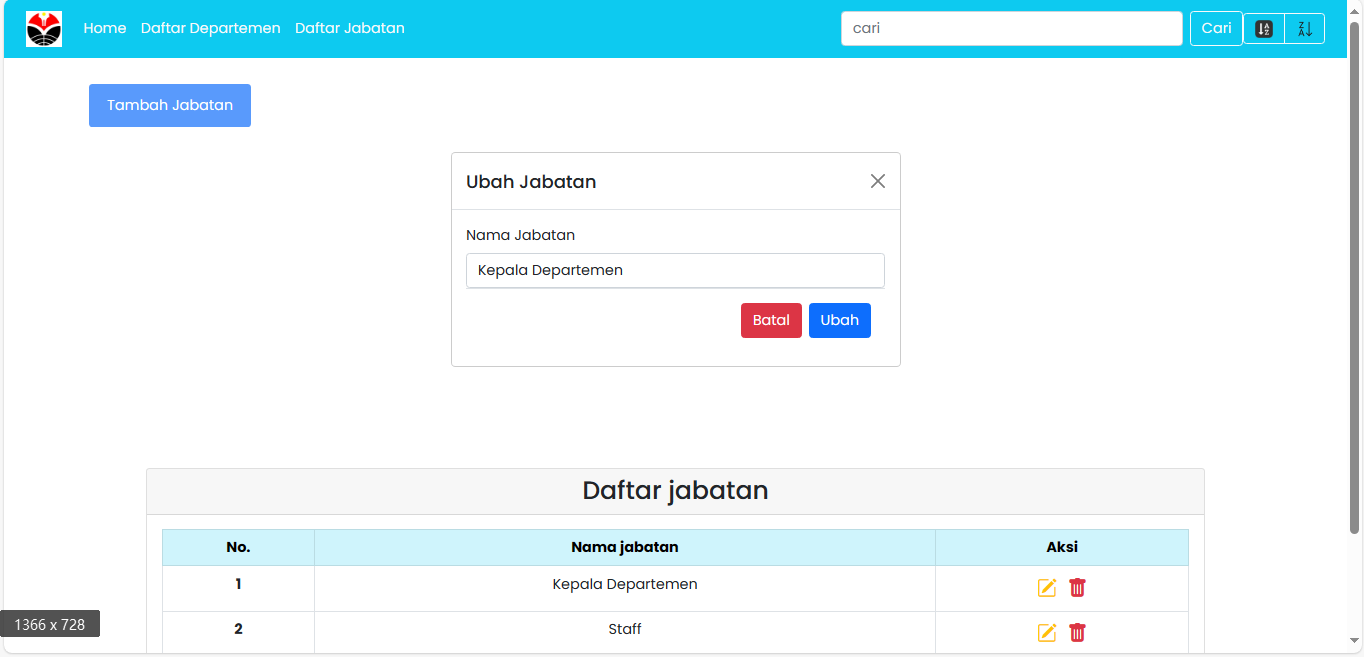 Home Daftar Departemen Daftar Jabatan cari Cari
Tambah Jabatan
Ubah Jabatan
Nama Jabatan
Kepala Departemen
Batal Ubah
Daftar jabatan
No. Nama jabatan Aksi
1 Kepala Departemen
2 Staff
1366 x 728